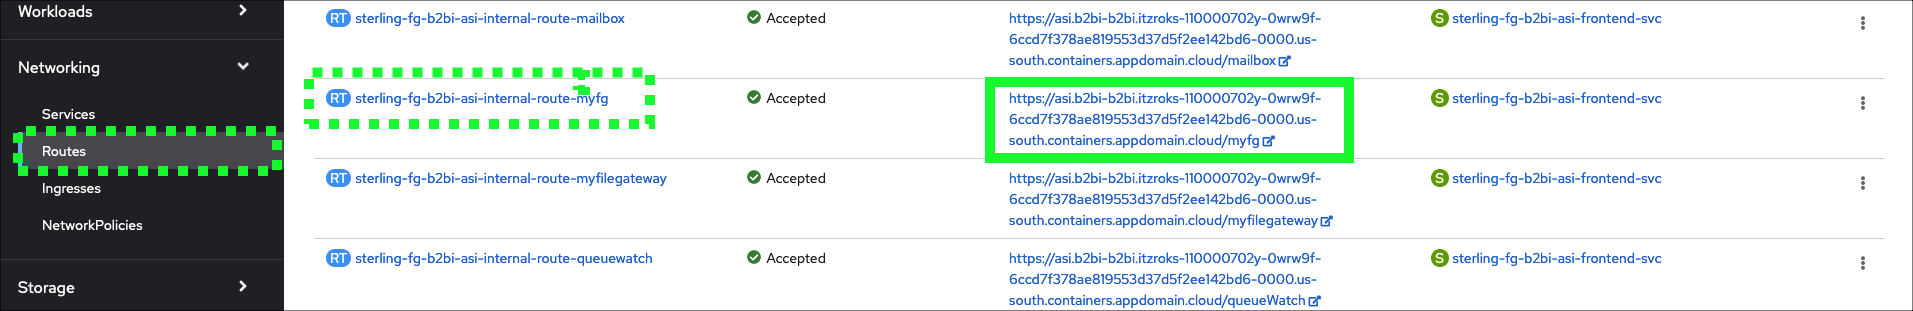 Workloads
Networking
Services
Routes
Ingresses
NetworkPolicies
Storage
RT sterling-fg-b2bi-asi-internal-route-mailbox
Accepted
https://asi.b2bi-b2bi.itzroks-110000702y-0wrw9f-
6ccd7f378ae819553d37d5f2ee142bd6-0000.us-
south.containers.appdomain.cloud/mailbox
S sterling-fg-b2bi-asi-frontend-svc
RT sterling-fg-b2bi-asi-internal-route-myfg
Accepted
https://asi.b2bi-b2bi.itzroks-110000702y-0wrw9f-
6ccd7f378ae819553d37d5f2ee142bd6-0000.us-
south.containers.appdomain.cloud/myfg
S sterling-fg-b2bi-asi-frontend-svc
RT sterling-fg-b2bi-asi-internal-route-myfilegateway
Accepted
https://asi.b2bi-b2bi.itzroks-110000702y-0wrw9f-
6ccd7f378ae819553d37d5f2ee142bd6-0000.us-
south.containers.appdomain.cloud/myfilegateway
S sterling-fg-b2bi-asi-frontend-svc
RT sterling-fg-b2bi-asi-internal-route-queuewatch
Accepted
https://asi.b2bi-b2bi.itzroks-110000702y-0wrw9f-
6ccd7f378ae819553d37d5f2ee142bd6-0000.us-
south.containers.appdomain.cloud/queueWatch
S sterling-fg-b2bi-asi-frontend-svc